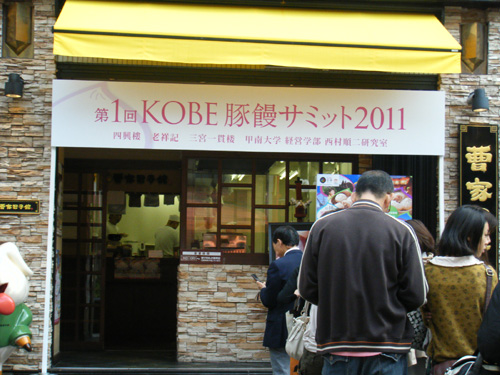 第1回 KOBE 豚饅サミット2011
四興樓 老祥記 三宮一貫樓 甲南大学 経営学部 西村順二研究室
曹家